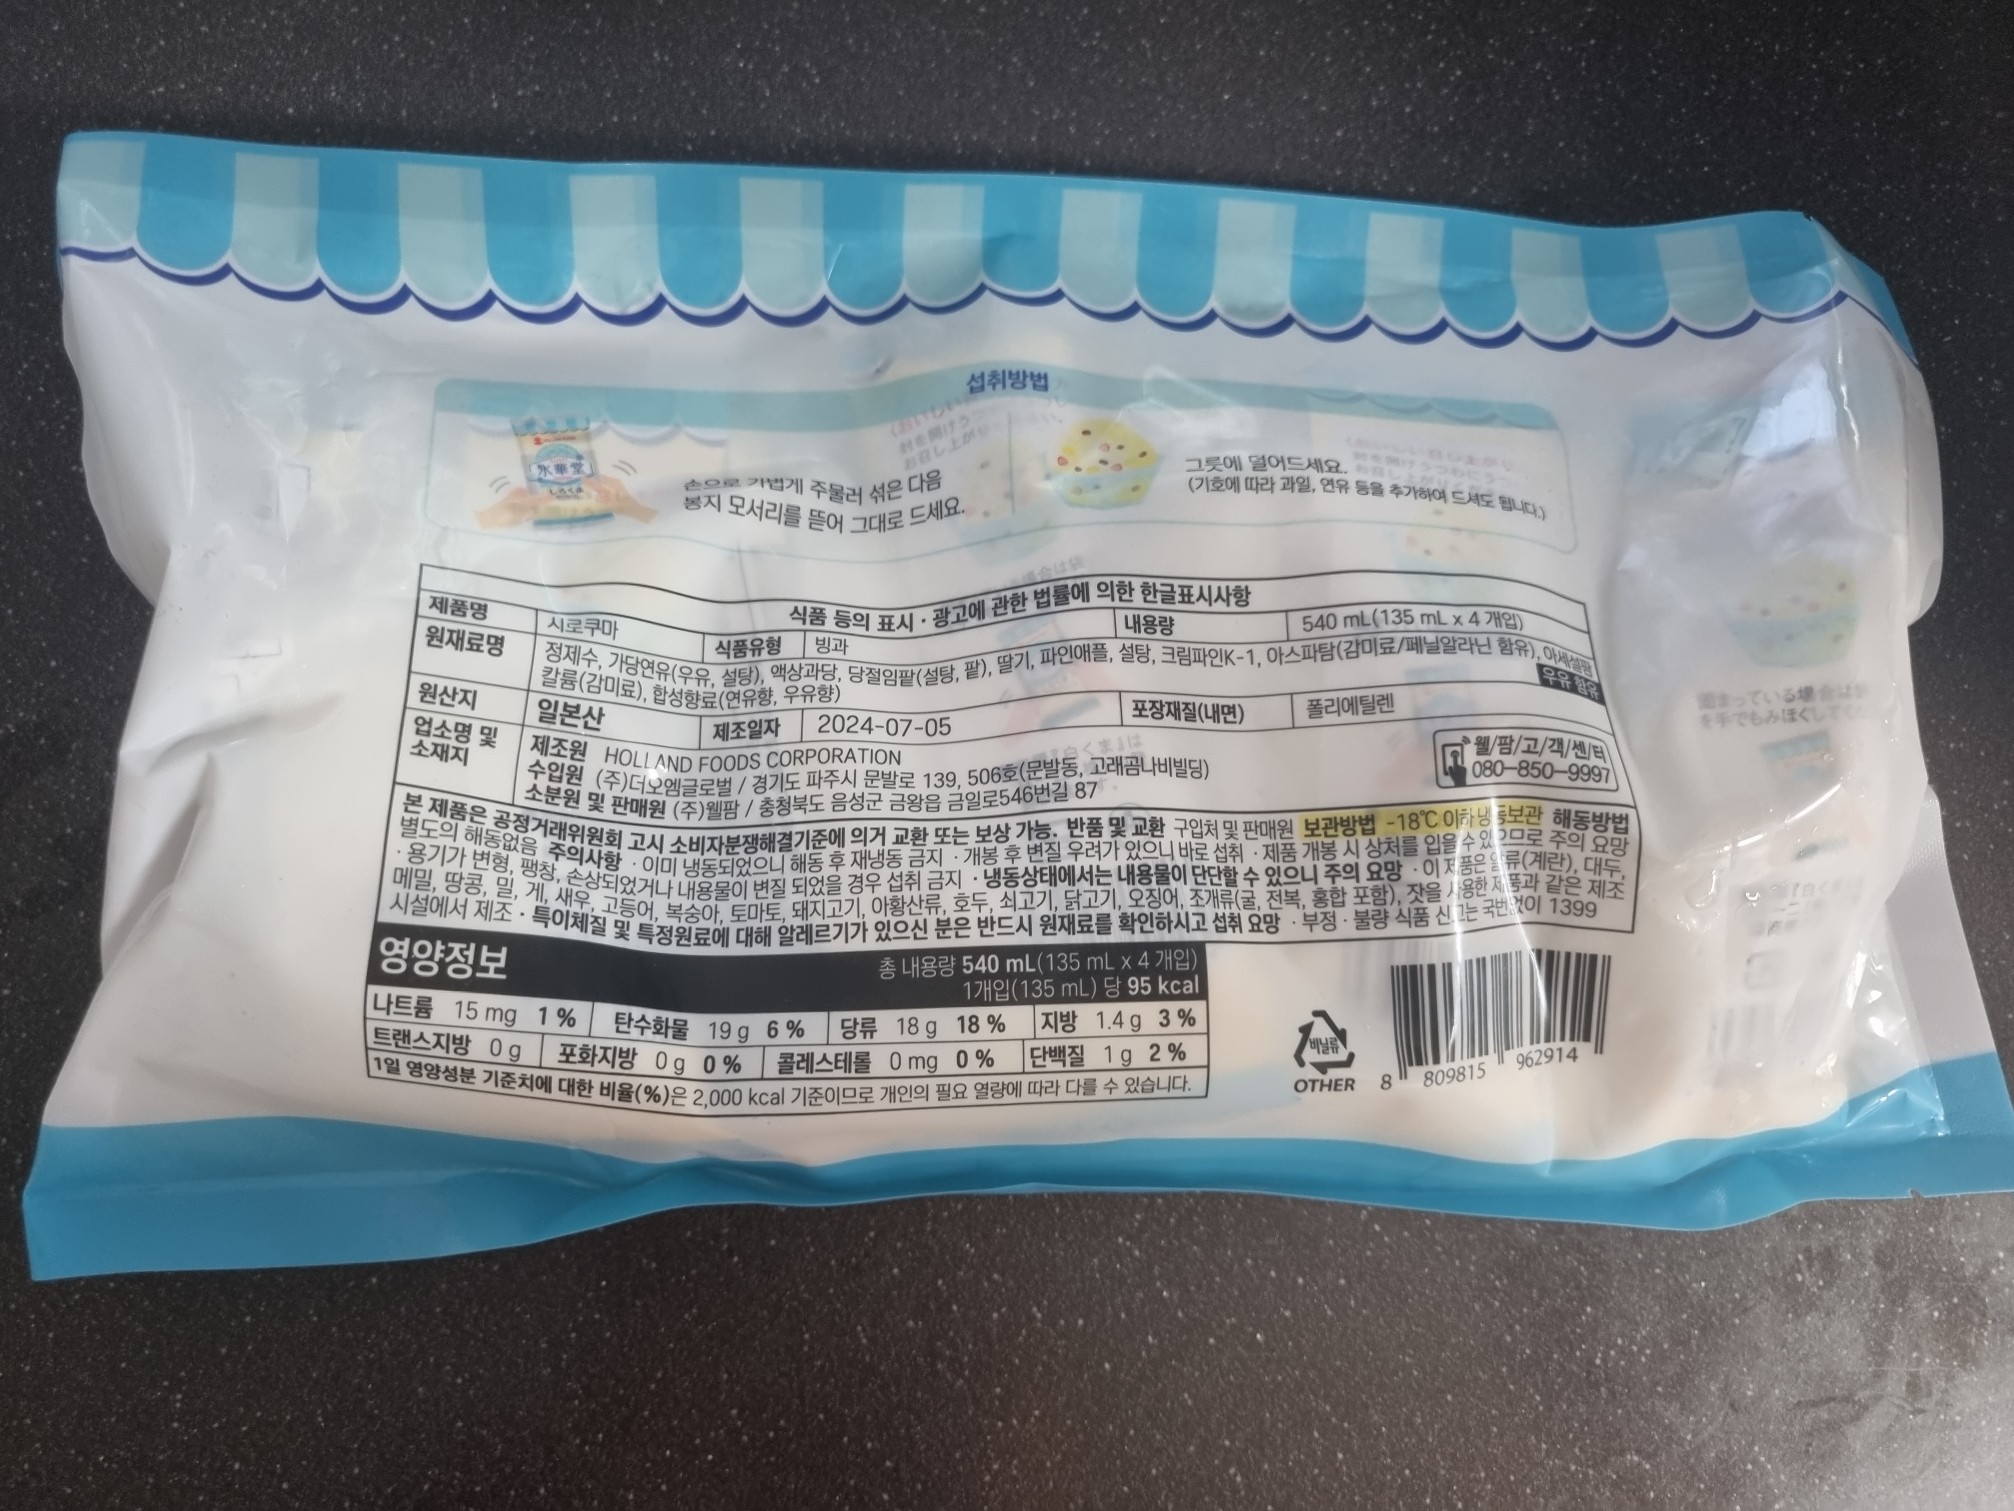 섭취방법
氷華堂
しろくま
손으로 가볍게 주물러 섞은 다음
봉지 모서리를 뜯어 그대로 드세요.
그릇에 덜어드세요.
(기호에 따라 과일, 연유 등을 추가하여 드셔도 됩니다.)
식품 등의 표시 · 광고에 관한 법률에 의한 한글표시사항
제품명 시로쿠마 식품유형 빙과 내용량 540 mL(135 mL x 4 개입)
원재료명 정제수, 가당연유(우유, 설탕), 액상과당, 당절임팥(설탕, 팥), 딸기, 파인애플, 설탕, 크림파인K-1, 아스파탐(감미료/페닐알라닌 함유), 아세설팜
칼륨(감미료), 합성향료(연유향, 우유향) 우유 함유
원산지 일본산 제조일자 2024-07-05 포장재질(내면) 폴리에틸렌
업소명 및
소재지
제조원 HOLLAND FOODS CORPORATION
수입원 (주)더오엠글로벌 / 경기도 파주시 문발로 139, 506호(문발동, 고래곰나비빌딩)
소분원 및 판매원 (주)웰팜 / 충청북도 음성군 금왕읍 금일로546번길 87
웰/팜/고/객/센/터
080-850-9997
본 제품은 공정거래위원회 고시 소비자분쟁해결기준에 의거 교환 또는 보상 가능. 반품 및 교환 구입처 및 판매원 보관방법 -18℃ 이하 냉동보관 해동방법
별도의 해동없음 주의사항 · 이미 냉동되었으니 해동 후 재냉동 금지 · 개봉 후 변질 우려가 있으니 바로 섭취 · 제품 개봉 시 상처를 입을 수 있으므로 주의 요망
· 용기가 변형, 팽창, 손상되었거나 내용물이 변질 되었을 경우 섭취 금지 · 냉동상태에서는 내용물이 단단할 수 있으니 주의 요망 · 이 제품은 알류(계란), 대두,
메밀, 땅콩, 밀, 게, 새우, 고등어, 복숭아, 토마토, 돼지고기, 아황산류, 호두, 쇠고기, 닭고기, 오징어, 조개류(굴, 전복, 홍합 포함), 잣을 사용한 제품과 같은 제조
시설에서 제조 · 특이체질 및 특정원료에 대해 알레르기가 있으신 분은 반드시 원재료를 확인하시고 섭취 요망 · 부정 · 불량 식품 신고는 국번없이 1399
영양정보
총 내용량 540 mL(135 mL x 4 개입)
1개입(135 mL) 당 95 kcal
나트륨 15 mg 1 % 탄수화물 19 g 6 % 당류 18 g 18 % 지방 1.4 g 3 %
트랜스지방 0 g 포화지방 0 g 0 % 콜레스테롤 0 mg 0 % 단백질 1 g 2 %
1일 영양성분 기준치에 대한 비율(%)은 2,000 kcal 기준이므로 개인의 필요 열량에 따라 다를 수 있습니다.
비닐류
OTHER
8 809815 962914